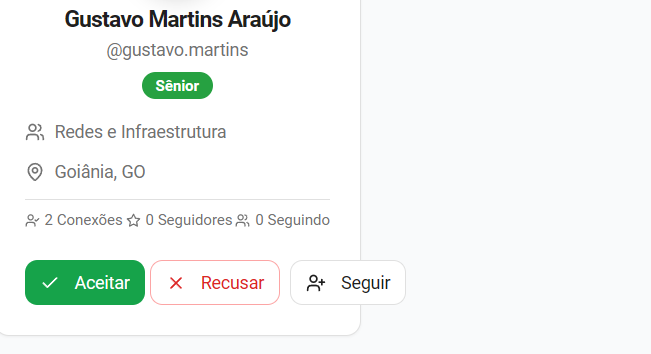 Gustavo Martins Araújo
@gustavo.martins
Sênior
Redes e Infraestrutura
Goiânia, GO
2 Conexões 0 Seguidores 0 Seguindo
Aceitar Recusar Seguir